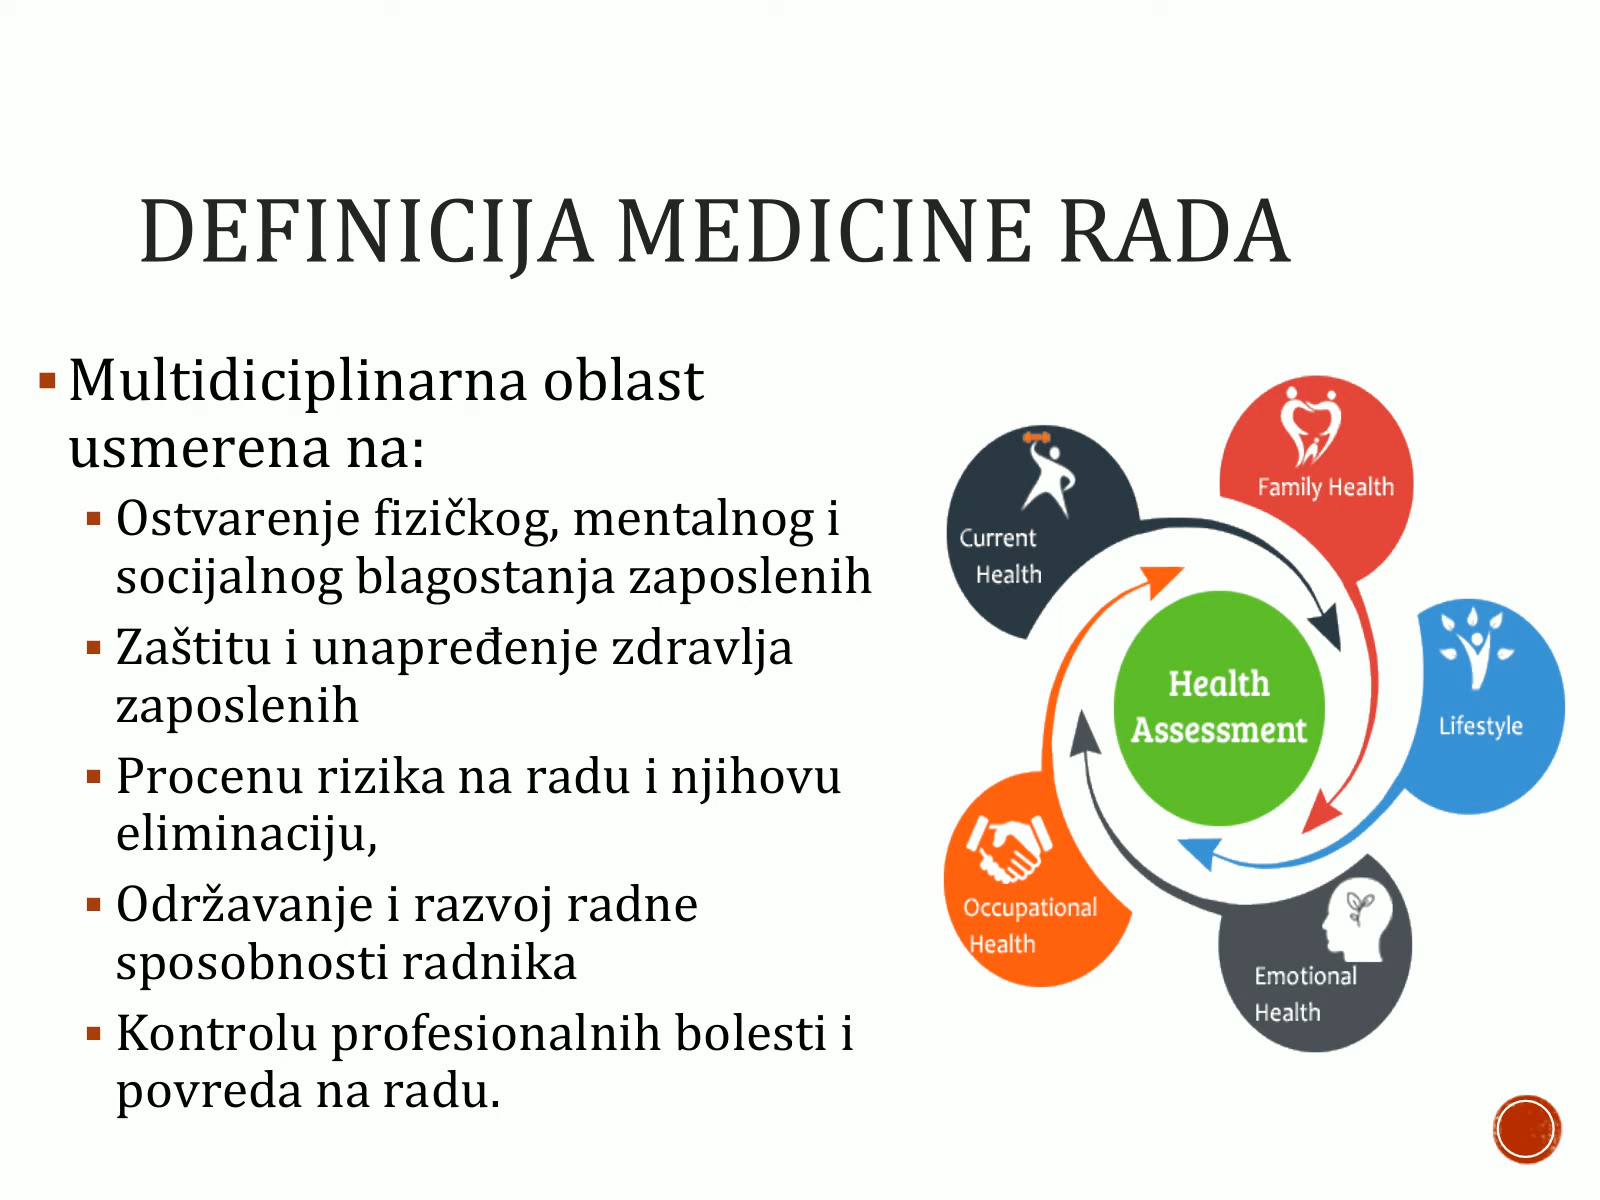 DEFINICIJA MEDICINE RADA
Multidiciplinarna oblast
usmerena na:
Ostvarenje fizičkog, mentalnog i
socijalnog blagostanja zaposlenih
Zaštitu i unapređenje zdravlja
zaposlenih
Procenu rizika na radu i njihovu
eliminaciju,
Održavanje i razvoj radne
sposobnosti radnika
Kontrolu profesionalnih bolesti i
povreda na radu.
Family Health
Current
Health
Lifestyle
Health
Assessment
Occupational
Health
Emotional
Health